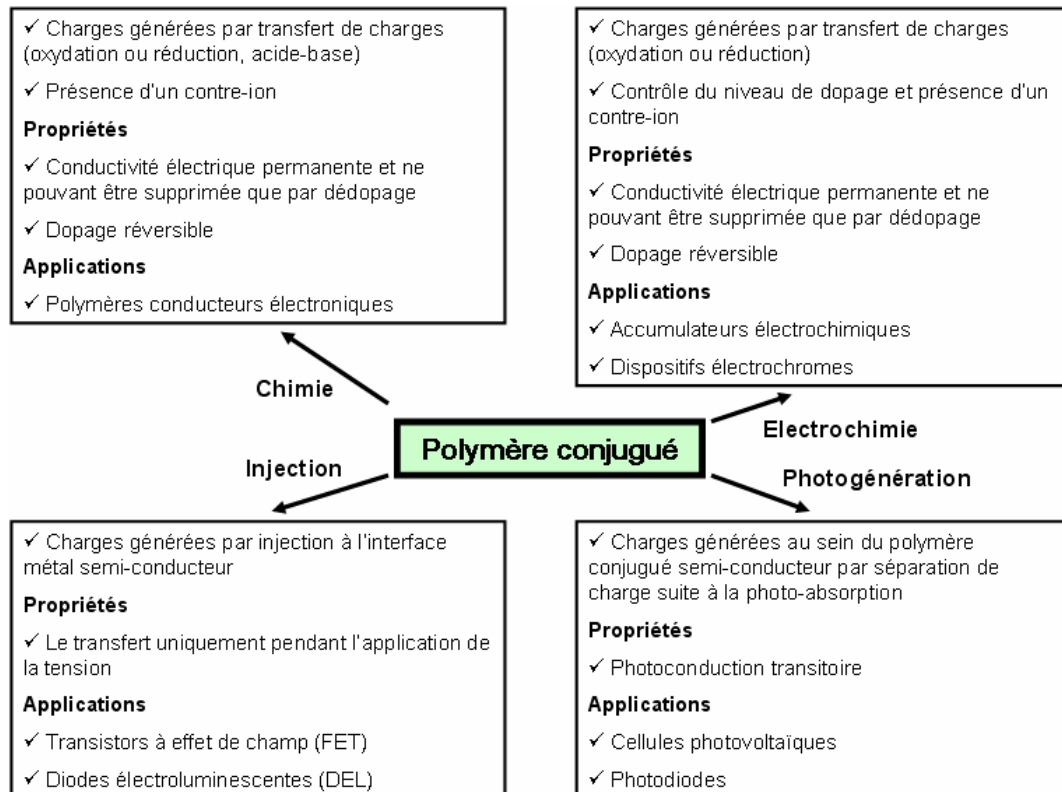 ✓ Charges générées par transfert de charges
(oxydation ou réduction, acide-base)
✓ Présence d'un contre-ion
Propriétés
✓ Conductivité électrique permanente et ne
pouvant être supprimée que par dédopage
✓ Dopage réversible
Applications
✓ Polymères conducteurs électroniques
✓ Charges générées par transfert de charges
(oxydation ou réduction)
✓ Contrôle du niveau de dopage et présence d'un
contre-ion
Propriétés
✓ Conductivité électrique permanente et ne
pouvant être supprimée que par dédopage
✓ Dopage réversible
Applications
✓ Accumulateurs électrochimiques
✓ Dispositifs électrochromes
Chimie
Electrochimie
Polymère conjugué
Injection
Photogénération
✓ Charges générées par injection à l'interface
métal semi-conducteur
Propriétés
✓ Le transfert uniquement pendant l'application de
la tension
Applications
✓ Transistors à effet de champ (FET)
✓ Diodes électroluminescentes (DEL)
✓ Charges générées au sein du polymère
conjugué semi-conducteur par séparation de
charge suite à la photo-absorption
Propriétés
✓ Photoconduction transitoire
Applications
✓ Cellules photovoltaïques
✓ Photodiodes